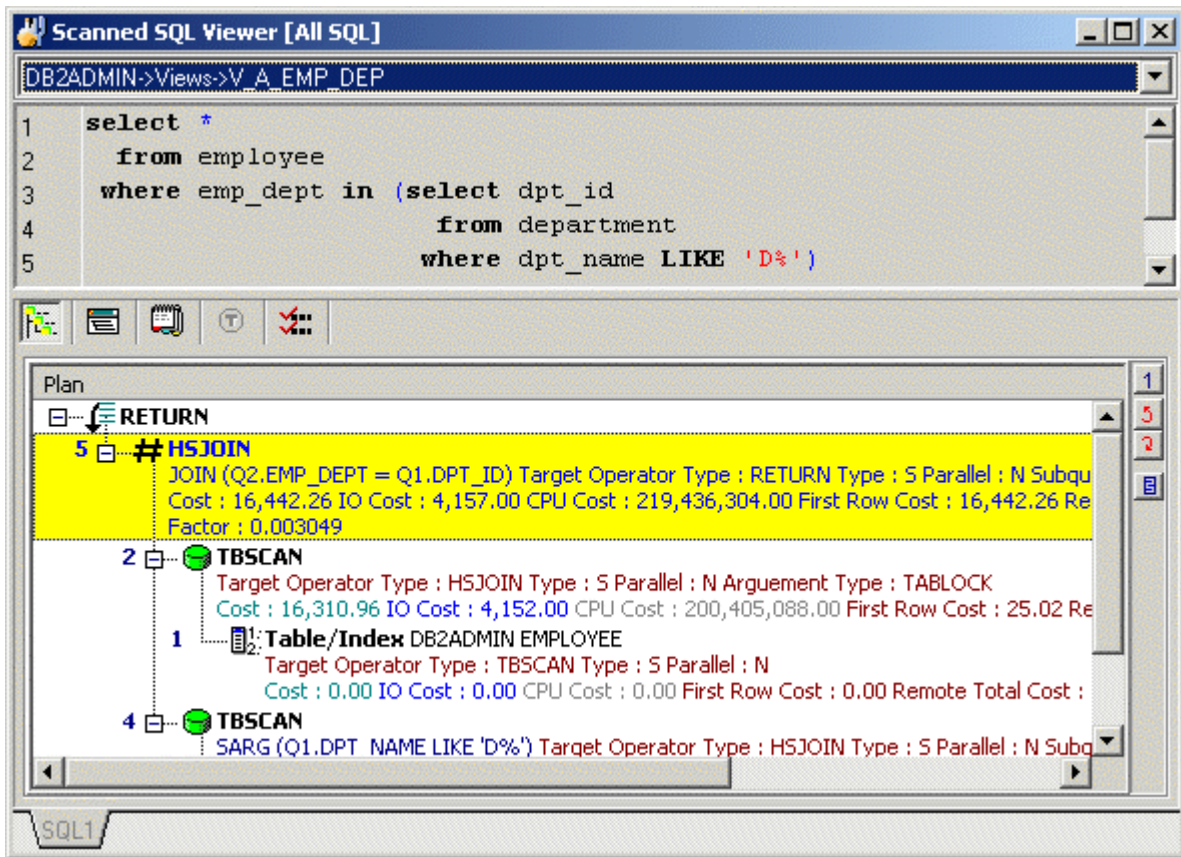 Scanned SQL Viewer [All SQL]
DB2ADMIN->Views->V_A_EMP_DEP
1 select *
2 from employee
3 where emp_dept in (select dpt_id
4 from department
5 where dpt_name LIKE 'D%')
Plan
1
RETURN
5
5 HSJOIN
JOIN (Q2.EMP_DEPT = Q1.DPT_ID) Target Operator Type : RETURN Type : S Parallel : N Subqu
Cost : 16,442.26 IO Cost : 4,157.00 CPU Cost : 219,436,304.00 First Row Cost : 16,442.26 Re
Factor : 0.003049
2 TBSCAN
Target Operator Type : HSJOIN Type : S Parallel : N Arguement Type : TABLOCK
Cost : 16,310.96 IO Cost : 4,152.00 CPU Cost : 200,405,088.00 First Row Cost : 25.02 Re
1 Table/Index DB2ADMIN EMPLOYEE
Target Operator Type : TBSCAN Type : S Parallel : N
Cost : 0.00 IO Cost : 0.00 CPU Cost : 0.00 First Row Cost : 0.00 Remote Total Cost :
4 TBSCAN
SARG (Q1.DPT_NAME LIKE 'D%') Target Operator Type : HSJOIN Type : S Parallel : N Subq
SQL1